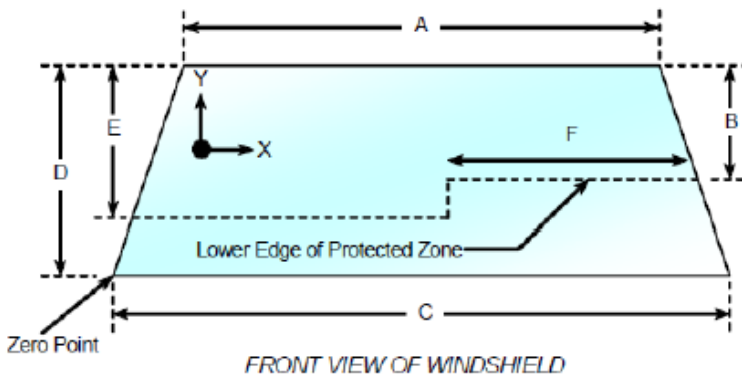 A
Y
E
B
X
F
D
Lower Edge of Protected Zone
C
Zero Point
FRONT VIEW OF WINDSHIELD